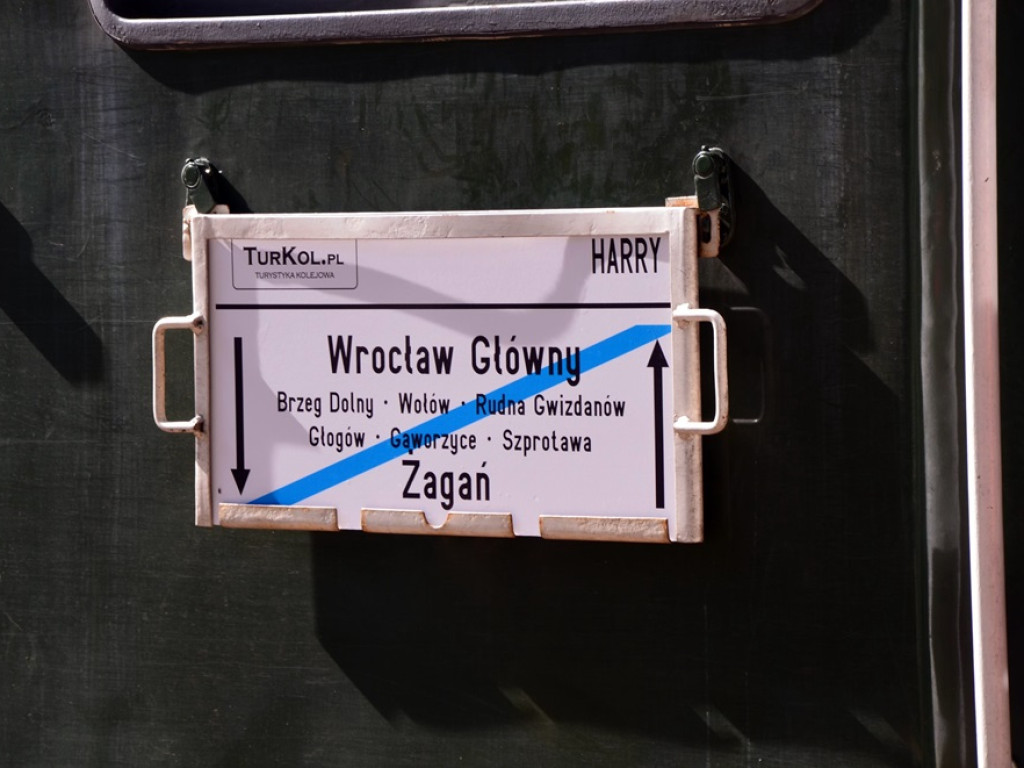 TURKOL.PL
TURYSTYKA KOLEJOWA
HARRY
Wrocław Główny
Brzeg Dolny · Wołów · Rudna Gwizdanów
Głogów · Gaworzyce · Szprotawa
Żagań